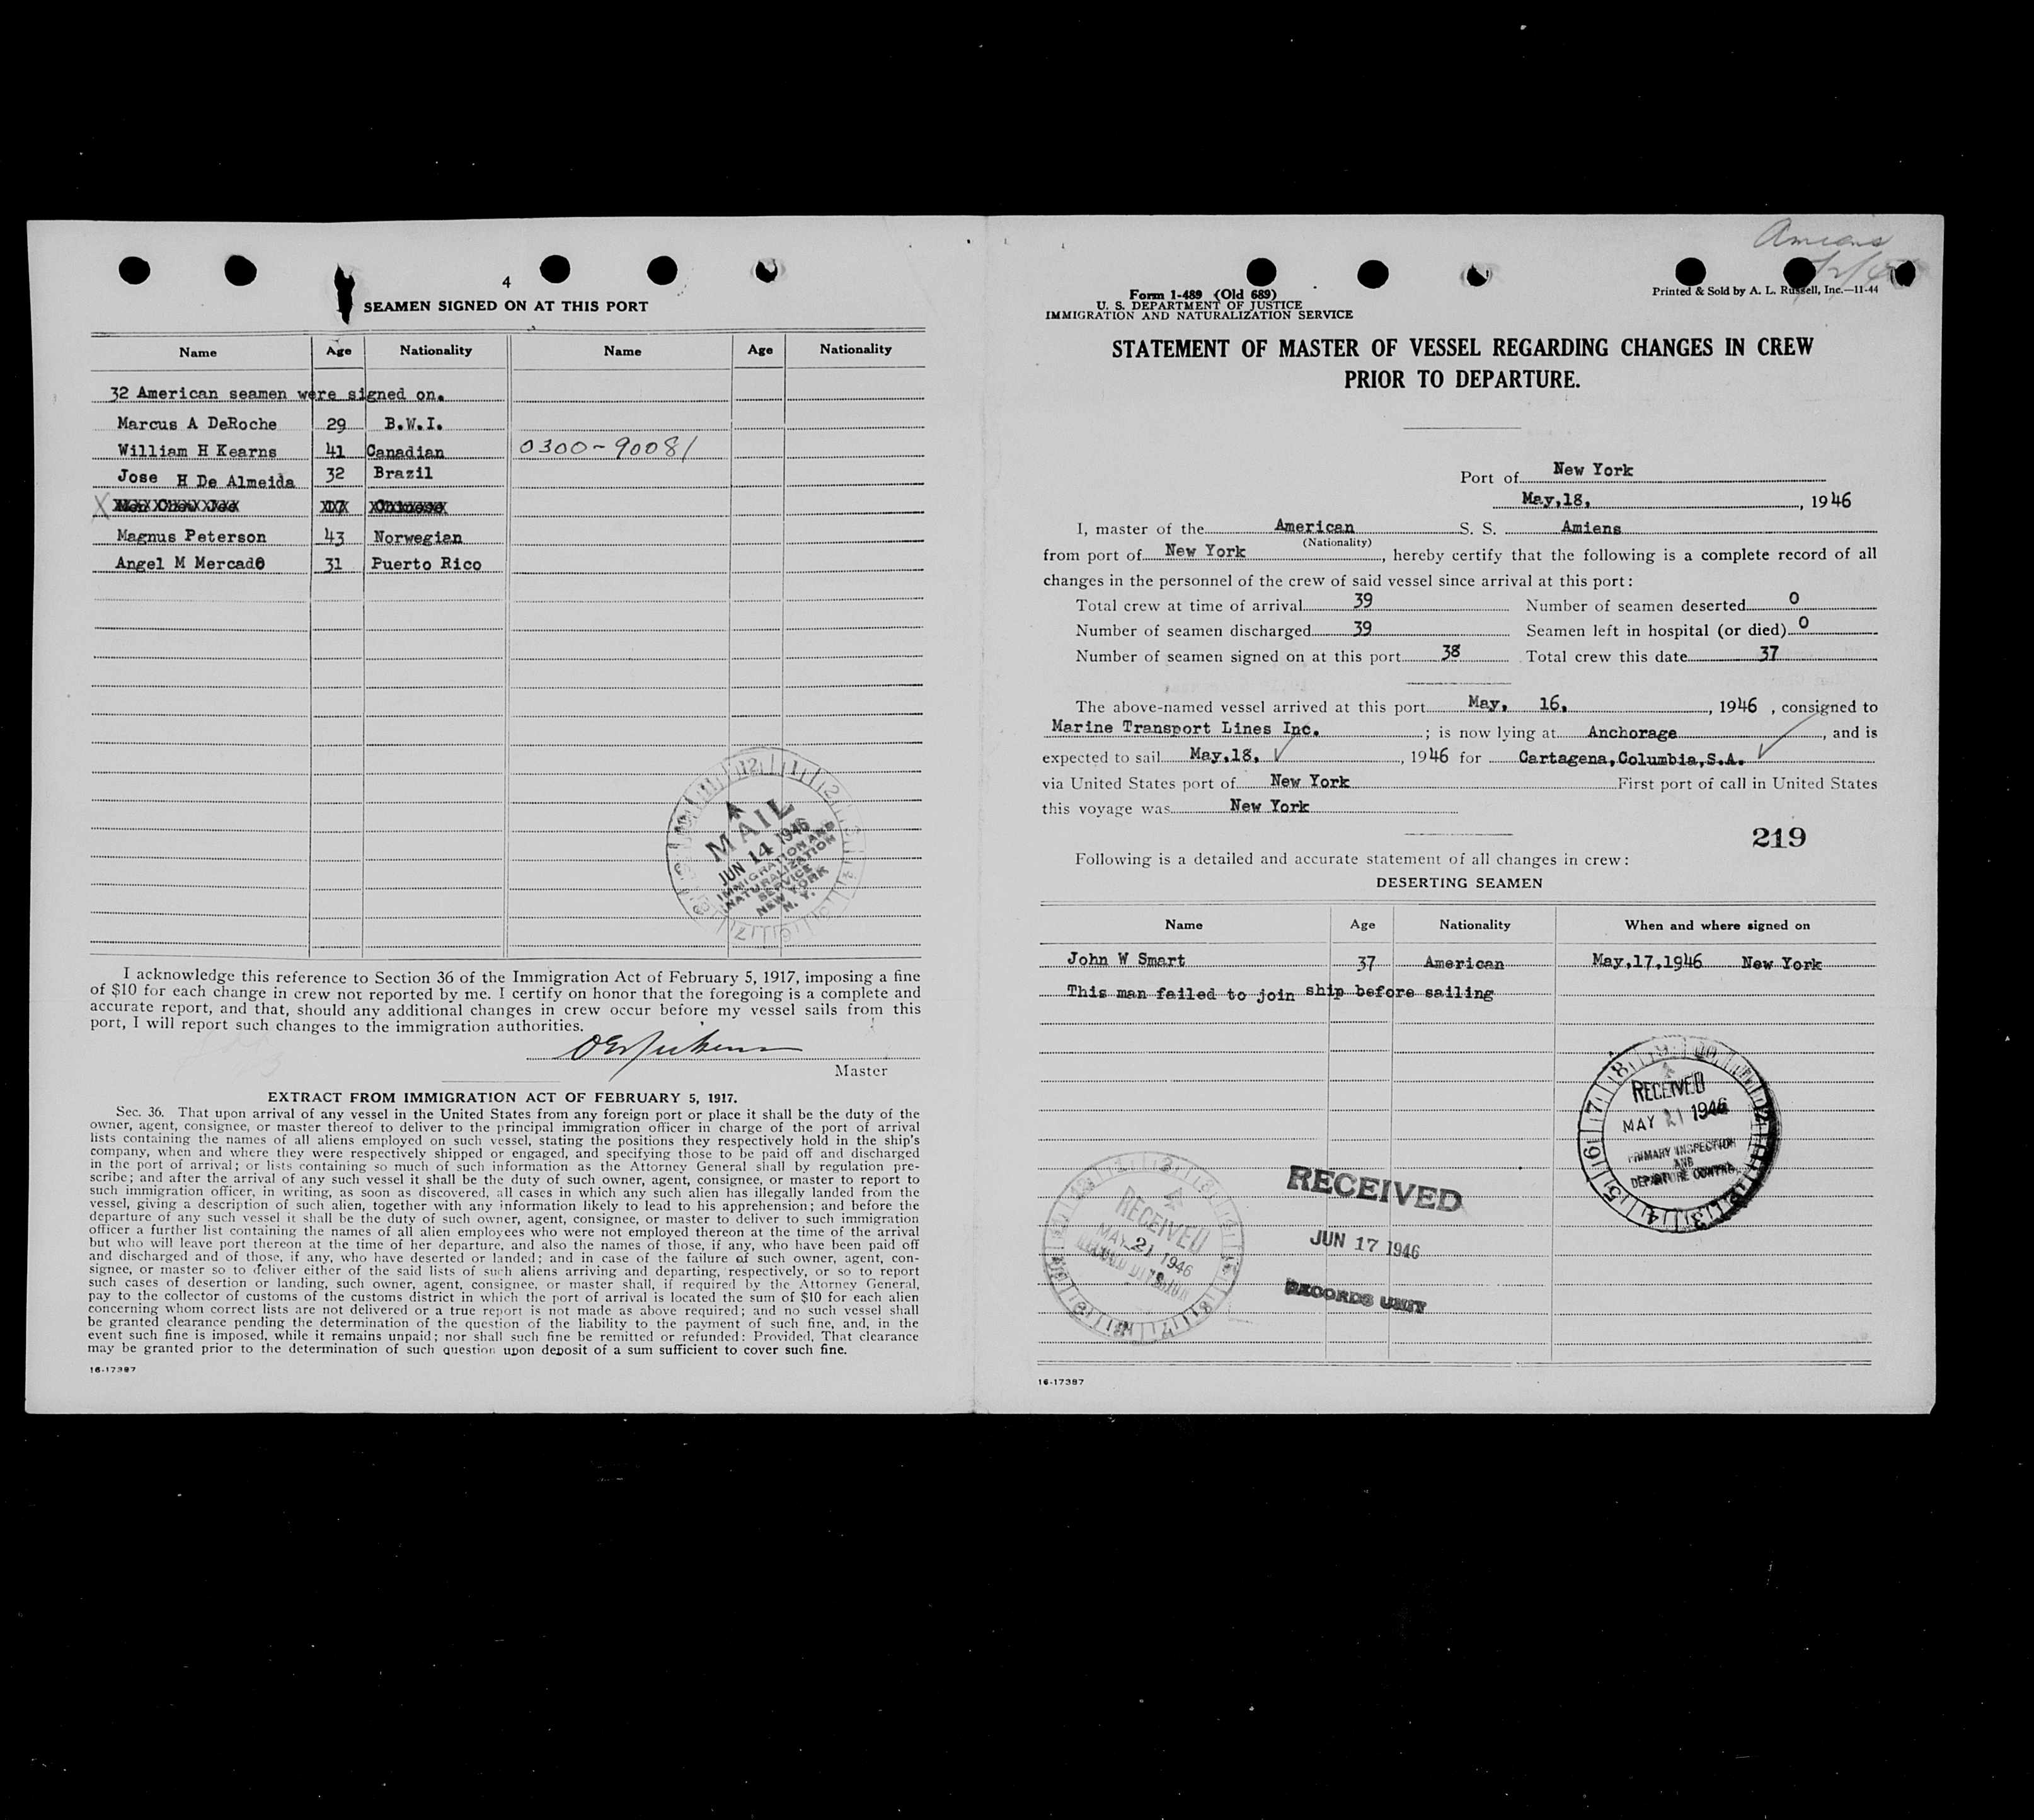 4
SEAMEN SIGNED ON AT THIS PORT
Name Age Nationality Name Age Nationality
32 American seamen were signed on.
Marcus A DeRoche 29 B.W.I.
William H Kearns 41 Canadian 0300-90081
Jose H De Almeida 32 Brazil
X
Magnus Peterson 43 Norwegian
Angel M Mercado 31 Puerto Rico
MAIL
JUN 14 1946
IMMIGRATION AND
NATURALIZATION
SERVICE
NEW YORK
N. Y.
I acknowledge this reference to Section 36 of the Immigration Act of February 5, 1917, imposing a fine
of $10 for each change in crew not reported by me. I certify on honor that the foregoing is a complete and
accurate report, and that, should any additional changes in crew occur before my vessel sails from this
port, I will report such changes to the immigration authorities.
Master
EXTRACT FROM IMMIGRATION ACT OF FEBRUARY 5, 1917.
Sec. 36. That upon arrival of any vessel in the United States from any foreign port or place it shall be the duty of the
owner, agent, consignee, or master thereof to deliver to the principal immigration officer in charge of the port of arrival
lists containing the names of all aliens employed on such vessel, stating the positions they respectively hold in the ship's
company, when and where they were respectively shipped or engaged, and specifying those to be paid off and discharged
in the port of arrival; or lists containing so much of such information as the Attorney General shall by regulation pre-
scribe; and after the arrival of any such vessel it shall be the duty of such owner, agent, consignee, or master to report to
such immigration officer, in writing, as soon as discovered, all cases in which any such alien has illegally landed from the
vessel, giving a description of such alien, together with any information likely to lead to his apprehension; and before the
departure of any such vessel it shall be the duty of such owner, agent, consignee, or master to deliver to such immigration
officer a further list containing the names of all alien employees who were not employed thereon at the time of the arrival
but who will leave port thereon at the time of her departure, and also the names of those, if any, who have been paid off
and discharged and of those, if any, who have deserted or landed; and in case of the failure of such owner, agent, con-
signee, or master so to deliver either of the said lists of such aliens arriving and departing, respectively, or so to report
such cases of desertion or landing, such owner, agent, consignee, or master shall, if required by the Attorney General,
pay to the collector of customs of the customs district in which the port of arrival is located the sum of $10 for each alien
concerning whom correct lists are not delivered or a true report is not made as above required; and no such vessel shall
be granted clearance pending the determination of the question of the liability to the payment of such fine, and, in the
event such fine is imposed, while it remains unpaid; nor shall such fine be remitted or refunded: Provided, That clearance
may be granted prior to the determination of such question upon deposit of a sum sufficient to cover such fine.
16-17387
Amiens
Form I-489 (Old 689)
U. S. DEPARTMENT OF JUSTICE
IMMIGRATION AND NATURALIZATION SERVICE
Printed & Sold by A. L. Russell, Inc.—11-44
STATEMENT OF MASTER OF VESSEL REGARDING CHANGES IN CREW
PRIOR TO DEPARTURE.
Port of New York
May,18, , 1946
I, master of the American S. S. Amiens
(Nationality)
from port of New York , hereby certify that the following is a complete record of all
changes in the personnel of the crew of said vessel since arrival at this port:
Total crew at time of arrival 39 Number of seamen deserted 0
Number of seamen discharged 39 Seamen left in hospital (or died) 0
Number of seamen signed on at this port 38 Total crew this date 37
The above-named vessel arrived at this port May, 16, , 1946 , consigned to
Marine Transport Lines Inc. ; is now lying at Anchorage , and is
expected to sail May,18, , 1946 for Cartagena,Columbia,S.A.
via United States port of New York First port of call in United States
this voyage was New York
219
Following is a detailed and accurate statement of all changes in crew:
DESERTING SEAMEN
Name Age Nationality When and where signed on
John W Smart 37 American May,17,1946 New York
This man failed to join ship before sailing
RECEIVED
MAY 21 1946
PRIMARY INSPECTION
AND
DEPARTURE CONTROL
RECEIVED
MAY 21 1946
RECORD DIVISION
RECEIVED
JUN 17 1946
RECORDS UNIT
16-17387